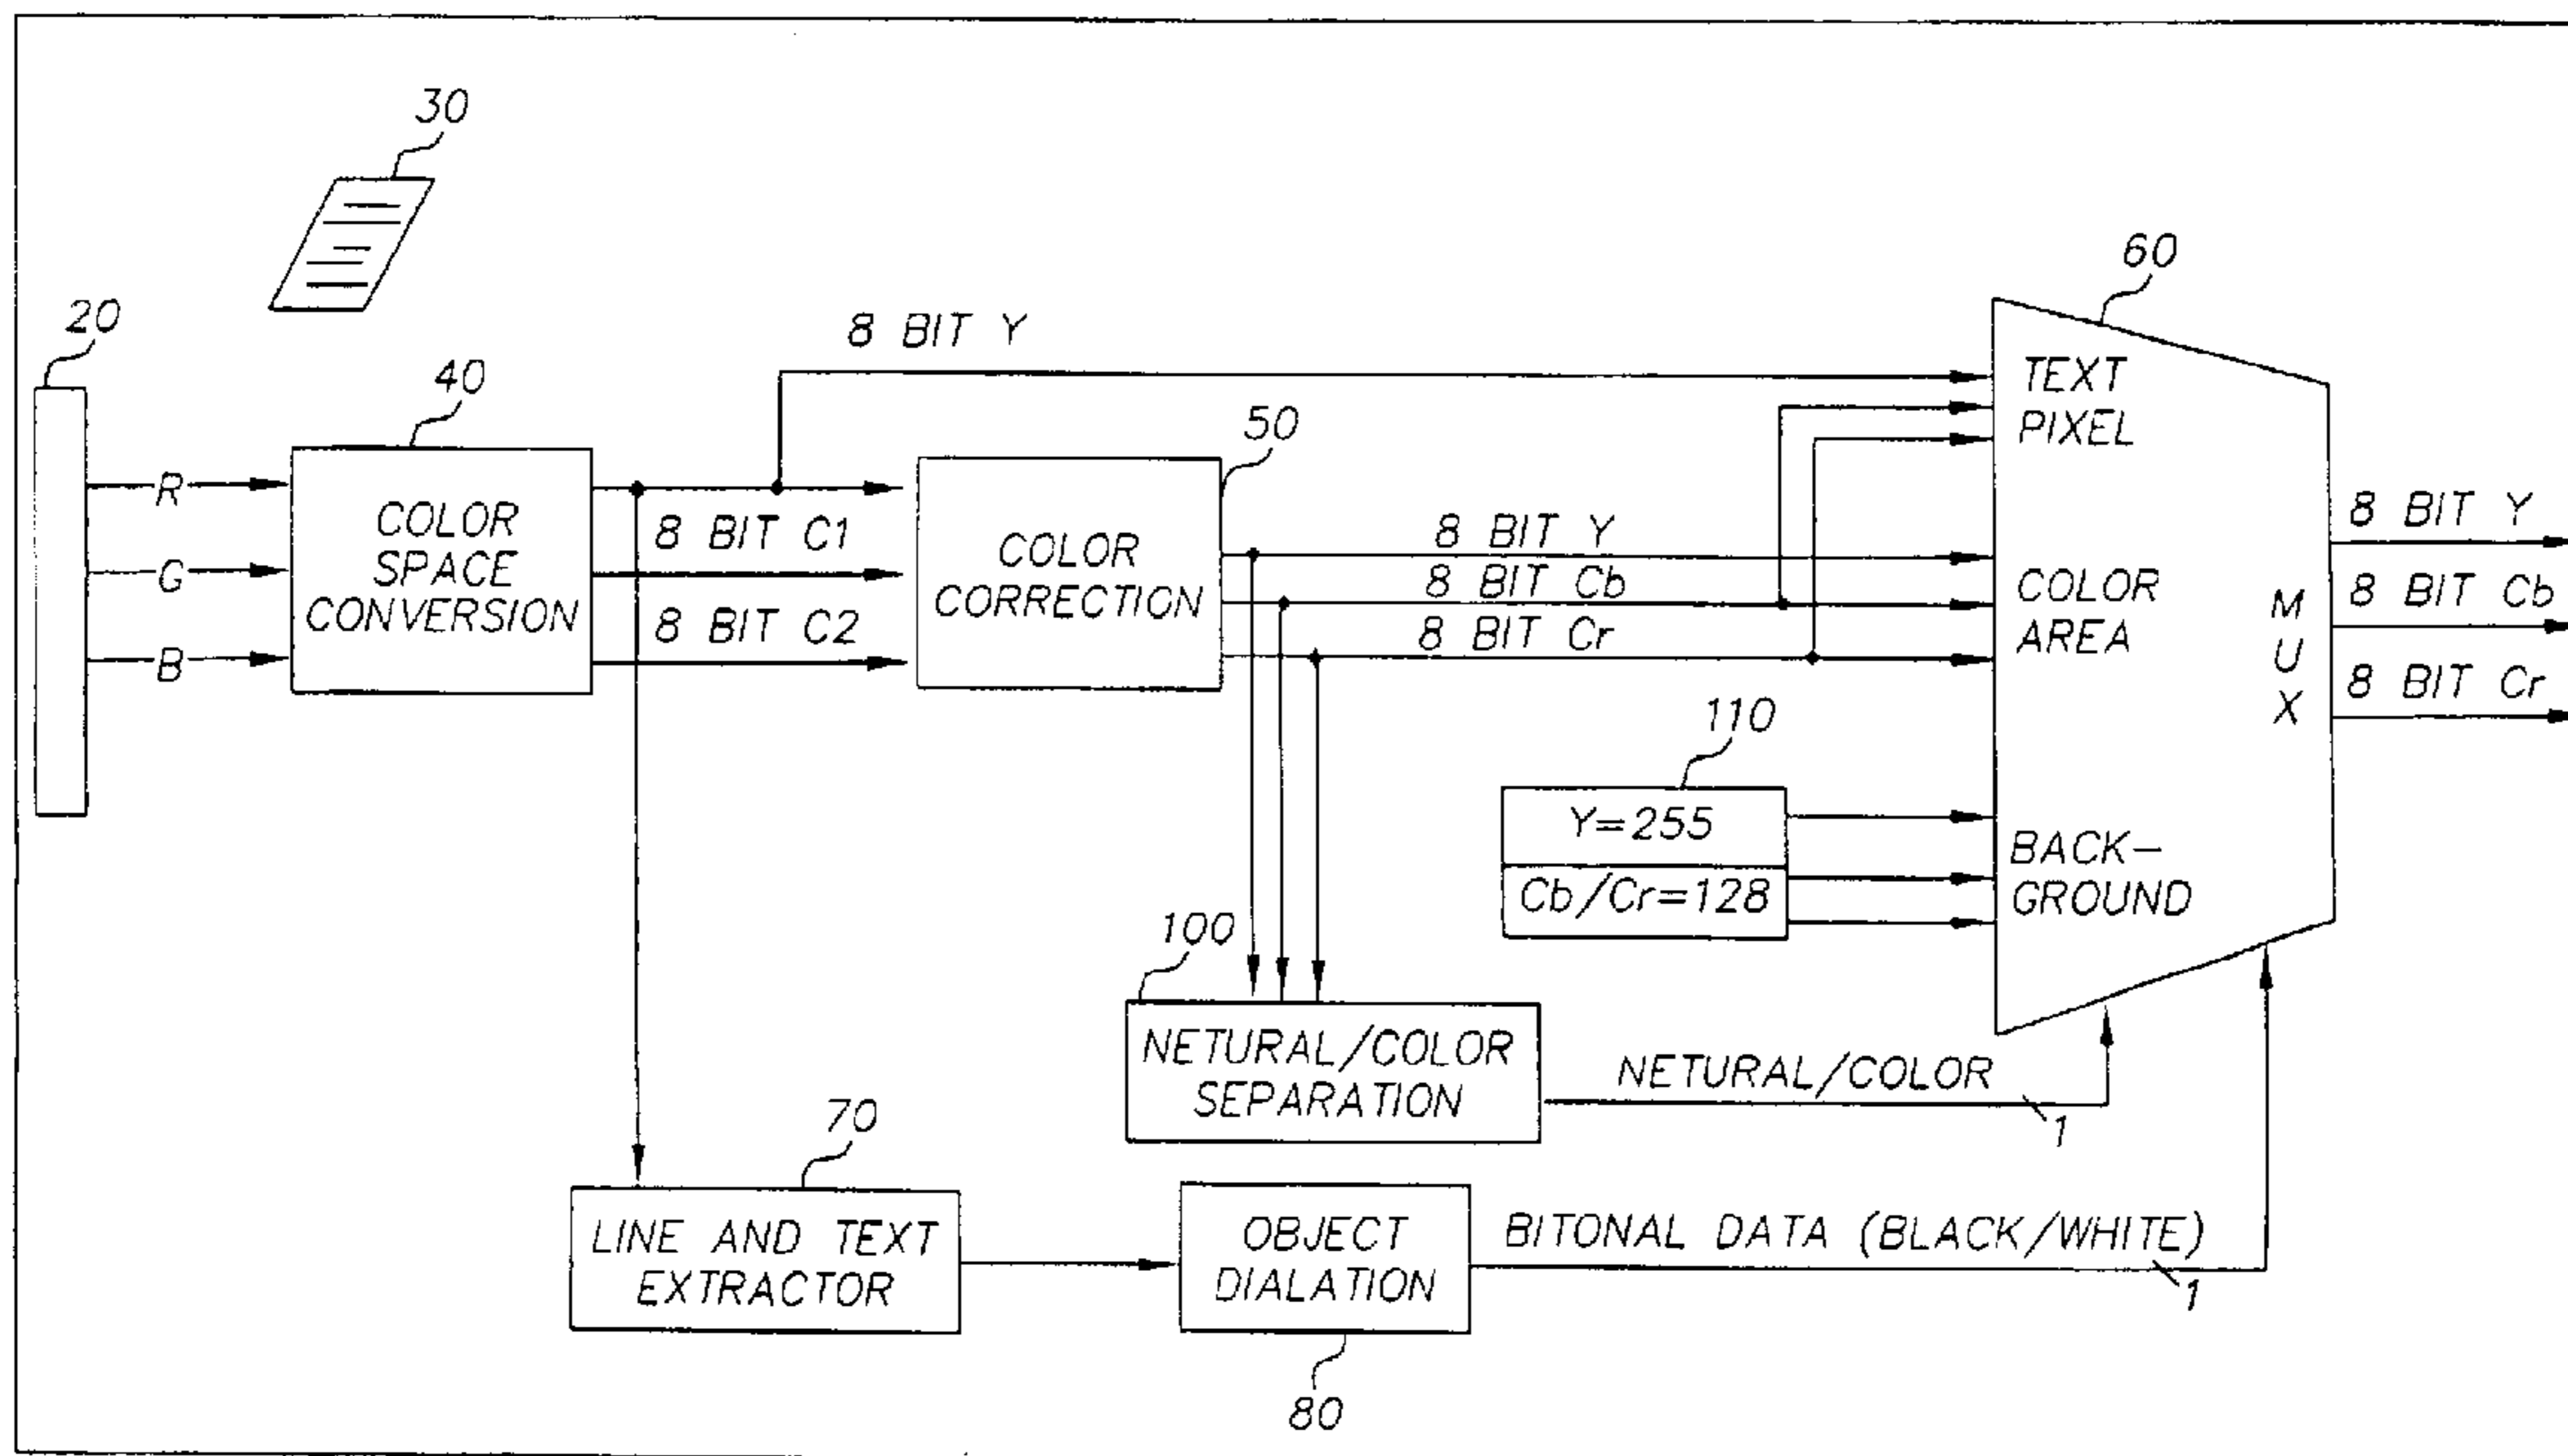 30
20
40
R
G
B
COLOR
SPACE
CONVERSION
8 BIT Y
8 BIT C1
8 BIT C2
50
COLOR
CORRECTION
8 BIT Y
8 BIT Cb
8 BIT Cr
60
TEXT
PIXEL
COLOR
AREA
BACK-
GROUND
M
U
X
8 BIT Y
8 BIT Cb
8 BIT Cr
110
Y=255
Cb/Cr=128
100
NETURAL/COLOR
SEPARATION
NETURAL/COLOR
1
70
LINE AND TEXT
EXTRACTOR
OBJECT
DIALATION
80
BITONAL DATA (BLACK/WHITE)
1